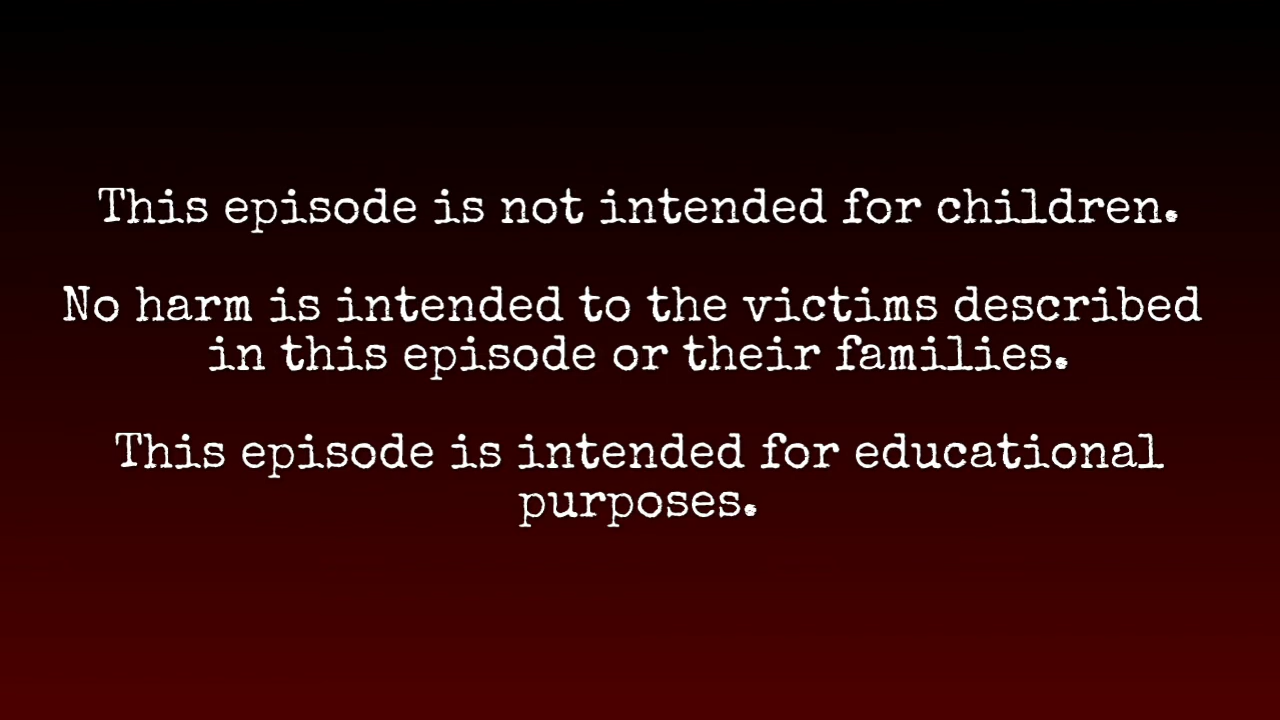 This episode is not intended for children.
No harm is intended to the victims described
in this episode or their families.
This episode is intended for educational
purposes.